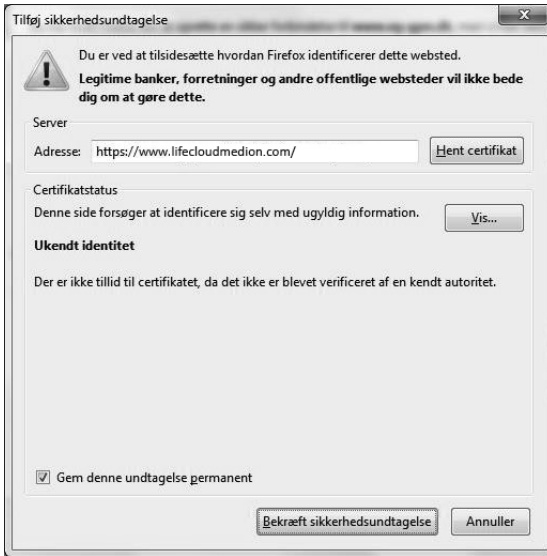 Tilføj sikkerhedsundtagelse
Du er ved at tilsidesætte hvordan Firefox identificerer dette websted.
Legitime banker, forretninger og andre offentlige websteder vil ikke bede
dig om at gøre dette.
Server
Adresse: https://www.lifecloudmedion.com/ Hent certifikat
Certifikatstatus
Denne side forsøger at identificere sig selv med ugyldig information. Vis...
Ukendt identitet
Der er ikke tillid til certifikatet, da det ikke er blevet verificeret af en kendt autoritet.
Gem denne undtagelse permanent
Bekræft sikkerhedsundtagelse Annuller